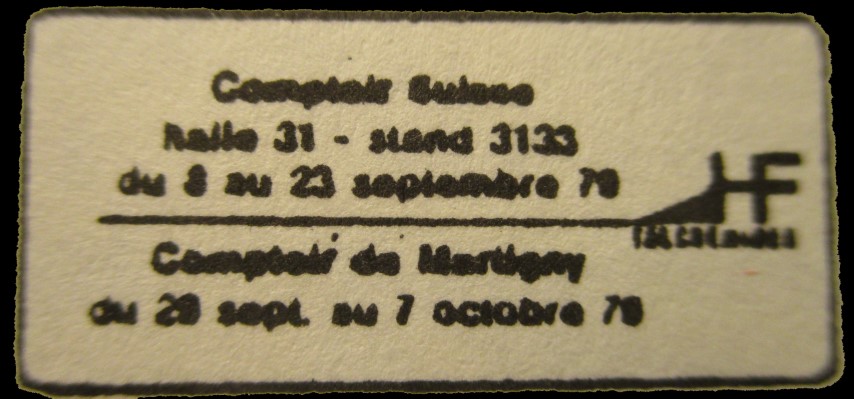 Comptoir Suisse
halle 31 - stand 3133
du 8 au 23 septembre 79
HF
Comptoir de Martigny
du 29 sept. au 7 octobre 79